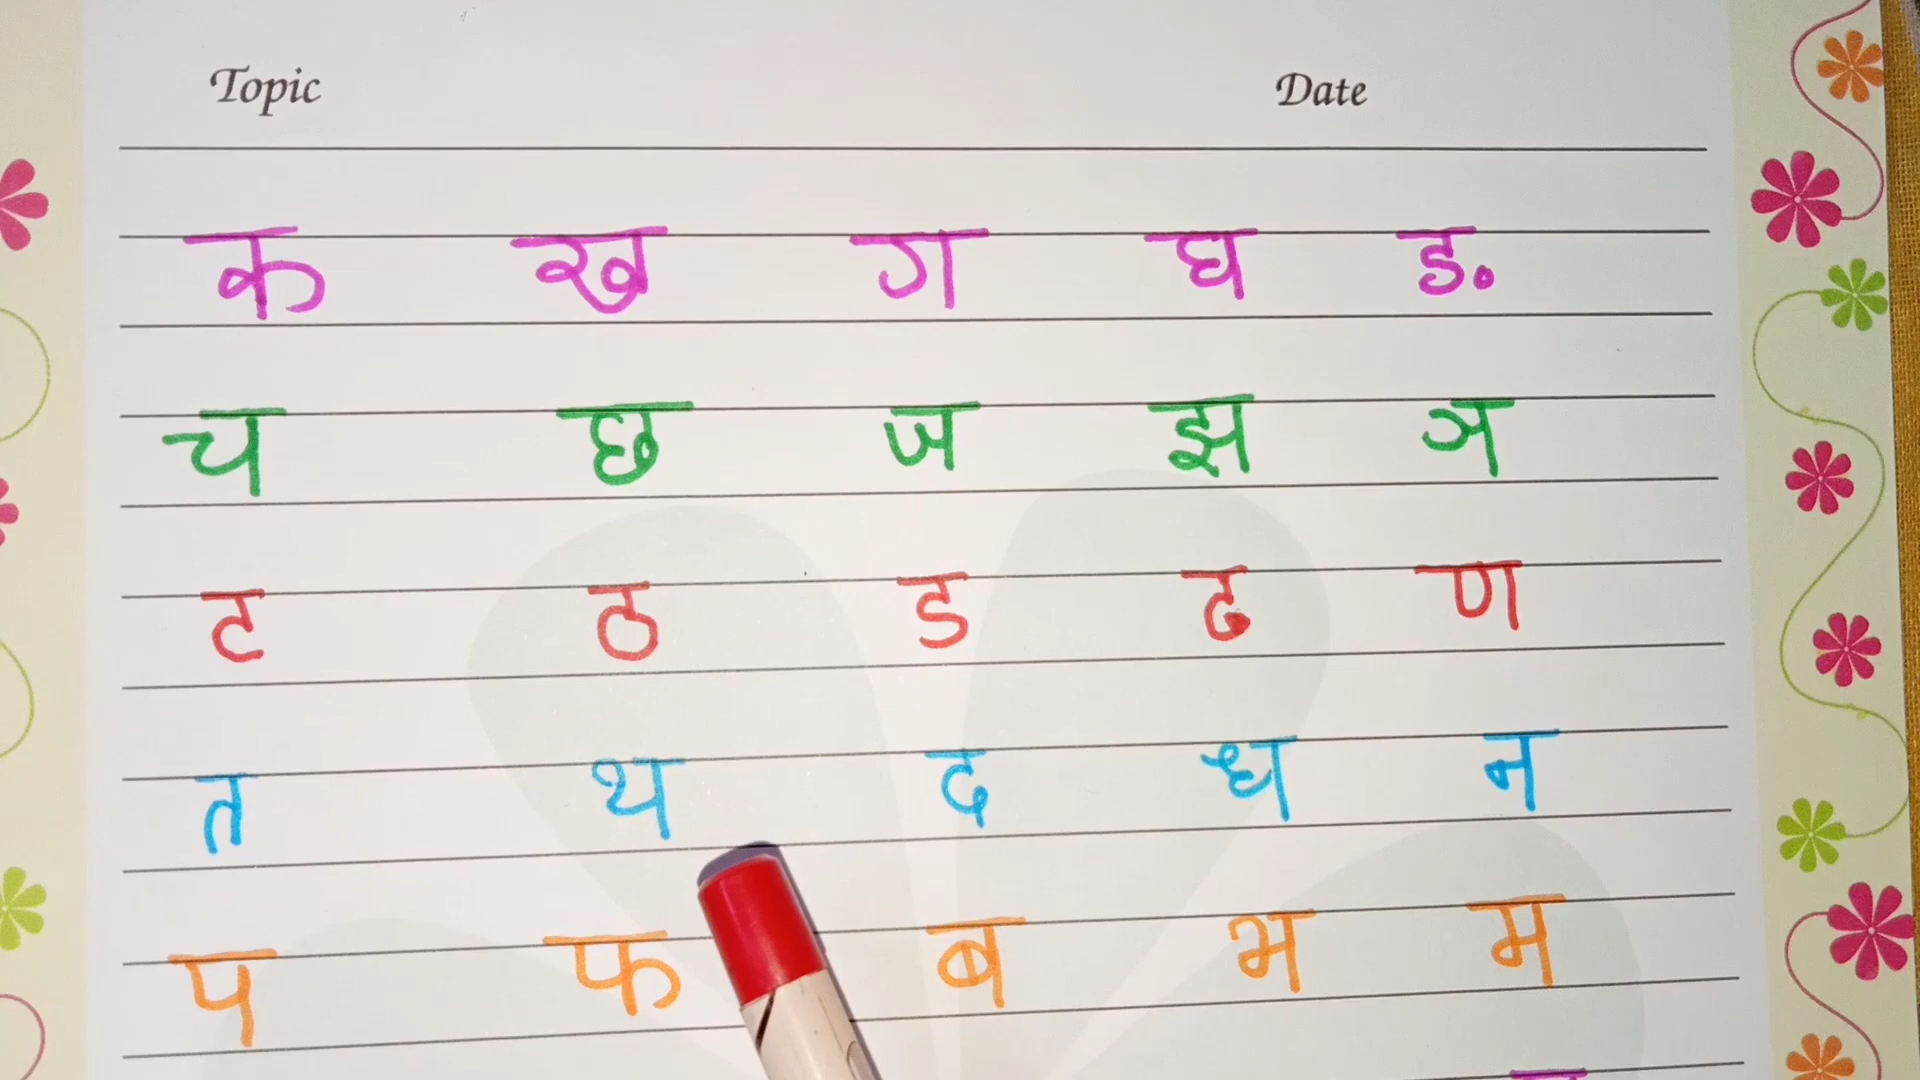 Topic Date
क ख ग घ ङ
च छ ज झ ञ
ट ठ ड ढ ण
त थ द ध न
प फ ब भ म